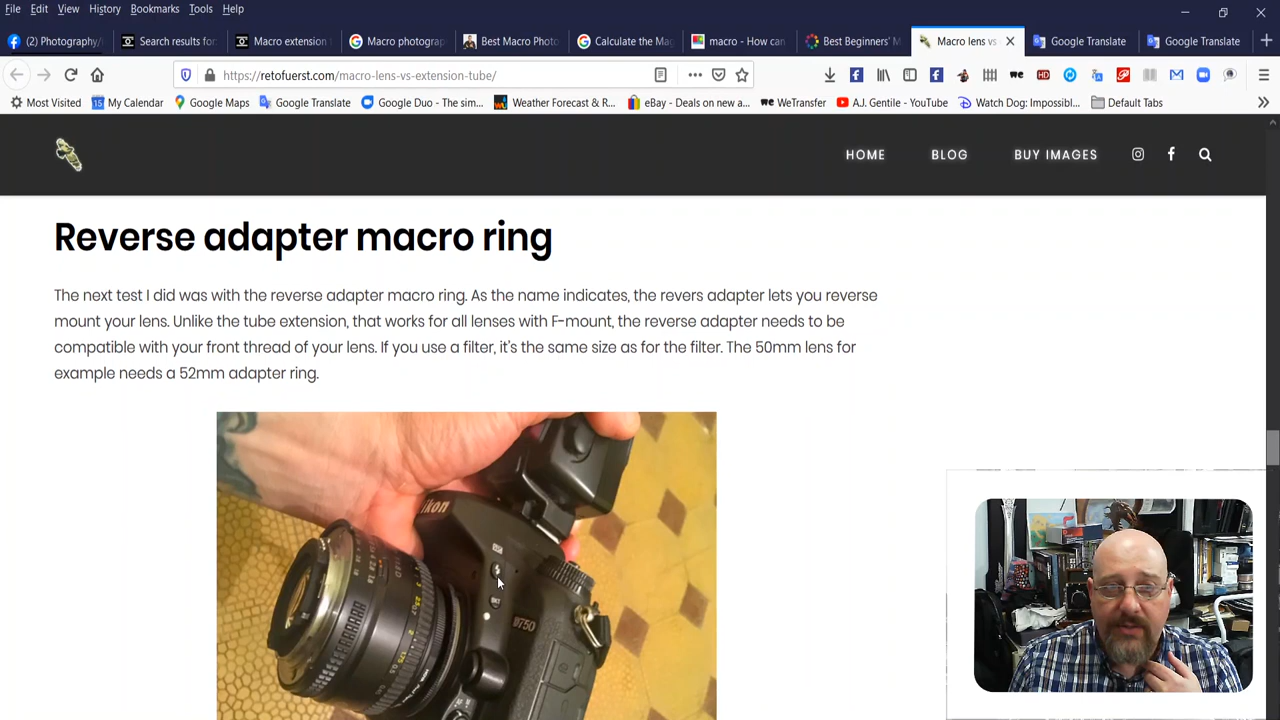 File Edit View History Bookmarks Tools Help
(2) Photography/ Search results fo Macro extension Macro photograp Best Macro Photo Calculate the Mag macro - How can Best Beginners' M Macro lens vs Google Translate Google Translate
https://retofuerst.com/macro-lens-vs-extension-tube/
Most Visited My Calendar Google Maps Google Translate Google Duo - The sim... Weather Forecast & R... eBay - Deals on new a... WeTransfer A.J. Gentile - YouTube Watch Dog: Impossibl... Default Tabs
HOME BLOG BUY IMAGES
Reverse adapter macro ring
The next test I did was with the reverse adapter macro ring. As the name indicates, the revers adapter lets you reverse
mount your lens. Unlike the tube extension, that works for all lenses with F-mount, the reverse adapter needs to be
compatible with your front thread of your lens. If you use a filter, it's the same size as for the filter. The 50mm lens for
example needs a 52mm adapter ring.
Nikon
BKT
D750